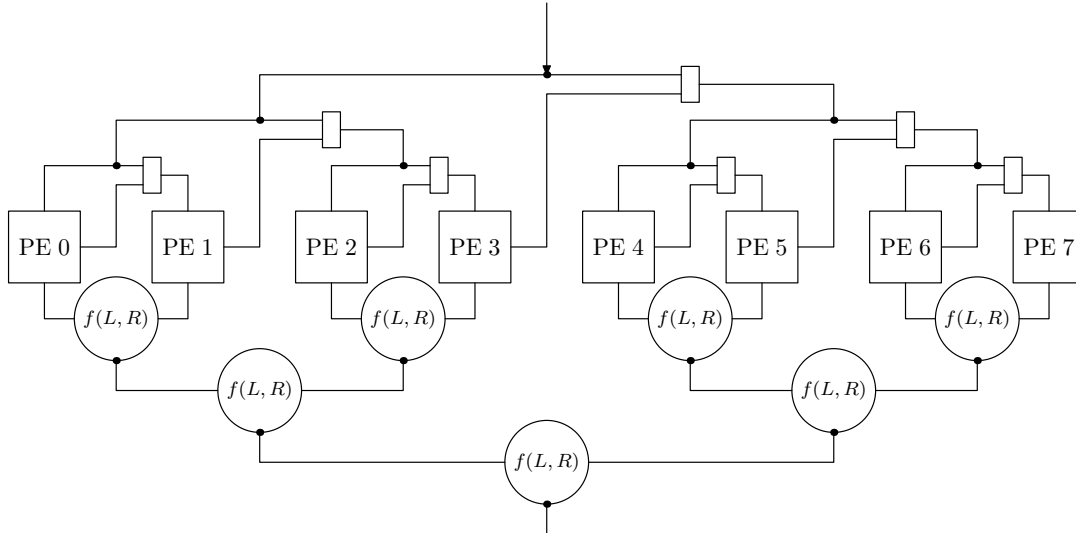 PE 0 PE 1 PE 2 PE 3 PE 4 PE 5 PE 6 PE 7
f(L, R) f(L, R) f(L, R) f(L, R)
f(L, R) f(L, R)
f(L, R)